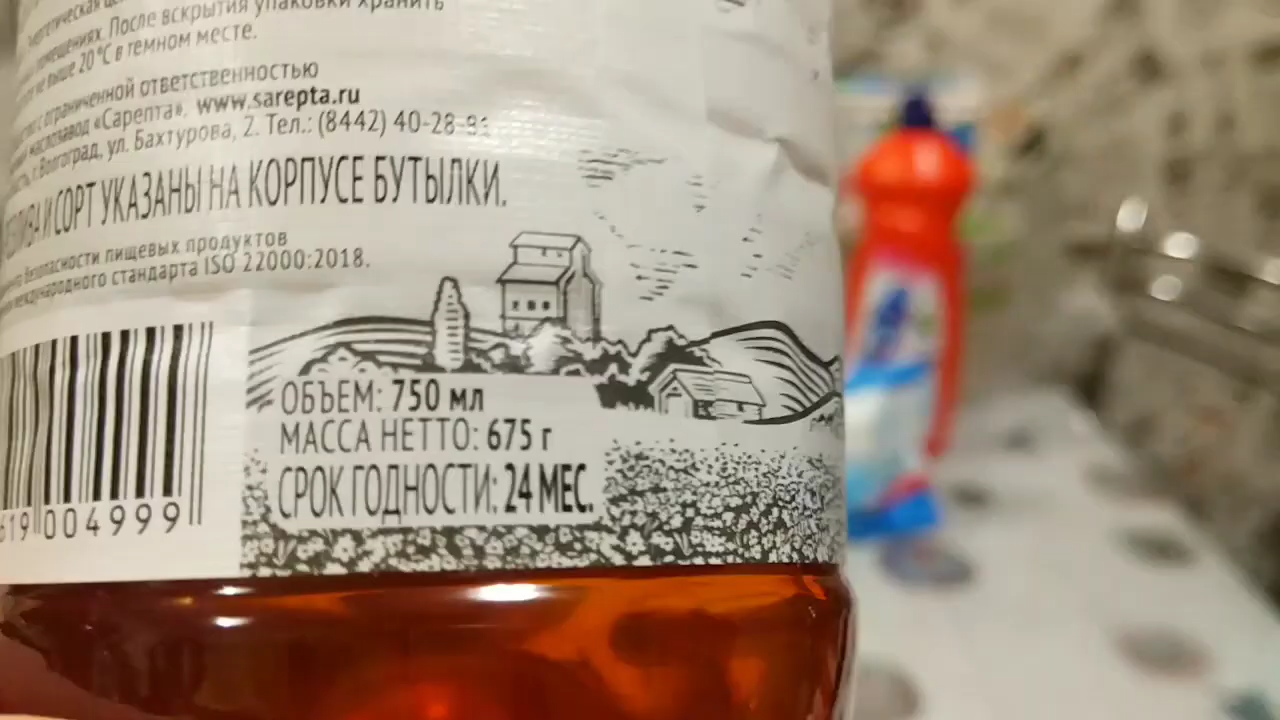 помещениях. После вскрытия упаковки хранить
не выше 20°С в темном месте.
с ограниченной ответственностью
маслозавод «Сарепта». www.sarepta.ru
г. Волгоград, ул. Бахтурова, 2. Тел.: (8442) 40-28-
И СОРТ УКАЗАНЫ НА КОРПУСЕ БУТЫЛКИ.
безопасности пищевых продуктов
международного стандарта ISO 22000:2018.
ОБЪЕМ: 750 мл
МАССА НЕТТО: 675 г
СРОК ГОДНОСТИ: 24 МЕС.
619 004999